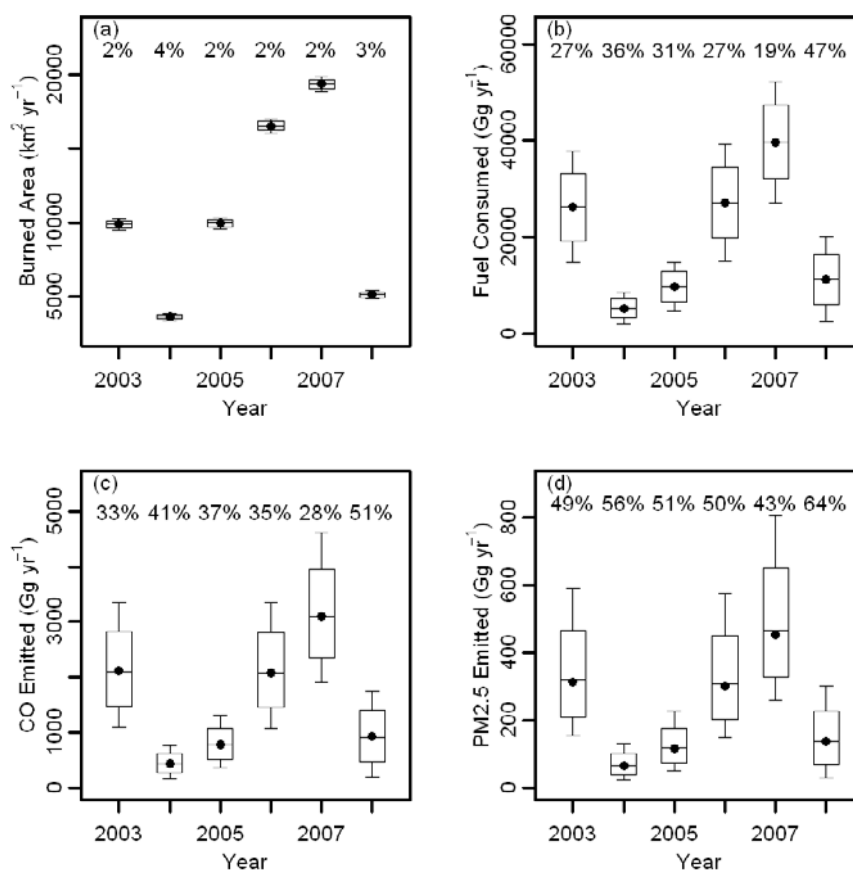 (a)
2% 4% 2% 2% 2% 3%
Burned Area (km² yr⁻¹)
20000
10000
5000
2003 2005 2007
Year
(b)
27% 36% 31% 27% 19% 47%
Fuel Consumed (Gg yr⁻¹)
60000
40000
20000
0
2003 2005 2007
Year
(c)
33% 41% 37% 35% 28% 51%
CO Emitted (Gg yr⁻¹)
5000
3000
1000
0
2003 2005 2007
Year
(d)
49% 56% 51% 50% 43% 64%
PM2.5 Emitted (Gg yr⁻¹)
800
600
400
200
0
2003 2005 2007
Year